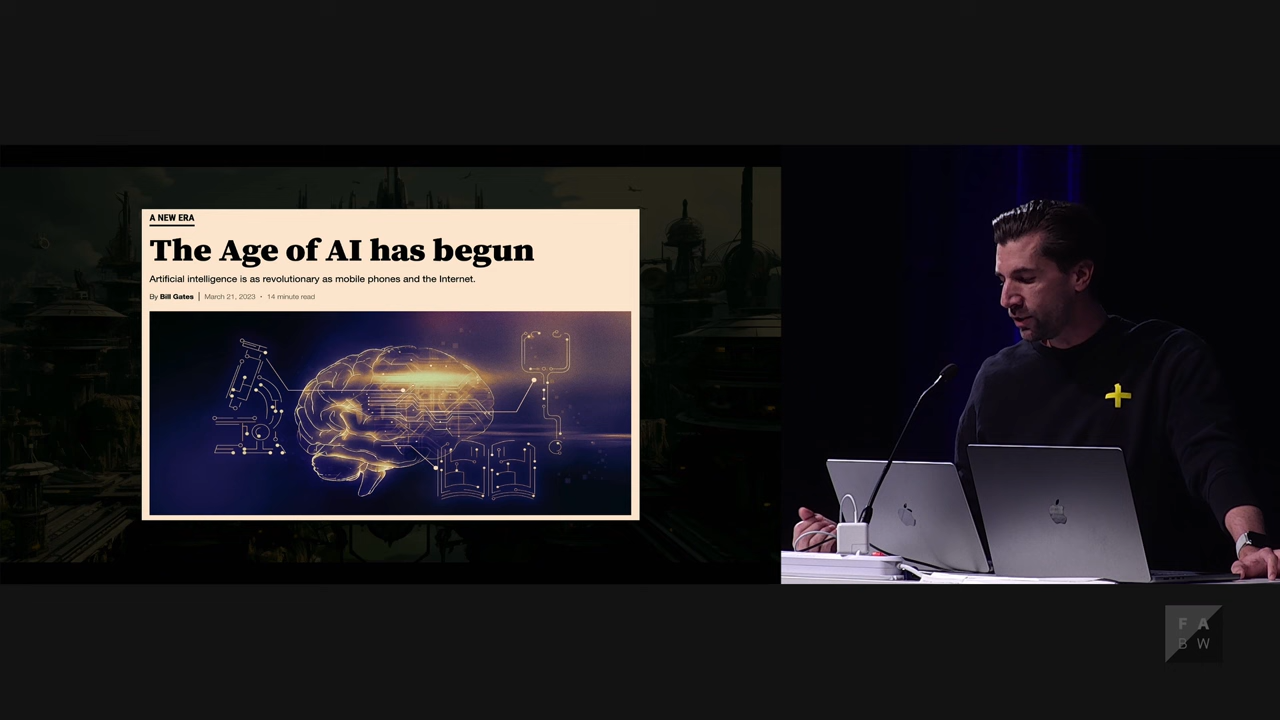 A NEW ERA
The Age of AI has begun
Artificial intelligence is as revolutionary as mobile phones and the Internet.
By Bill Gates | March 21, 2023 • 14 minute read
F A
B W